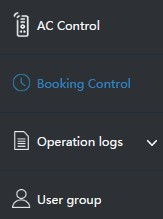 AC Control
Booking Control
Operation logs
User group